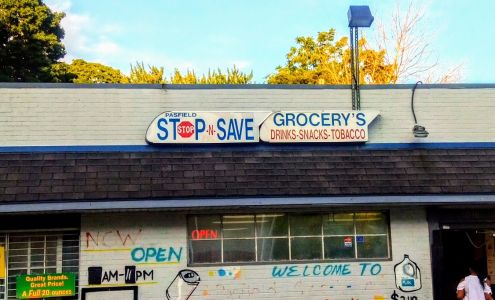 PASFIELD
STOP-N-SAVE
STOP
GROCERY'S
DRINKS-SNACKS-TOBACCO
NOW
OPEN
OPEN
AM-11PM
WELCOME TO
Quality Brands.
Great Price!
A Full 20 ounces